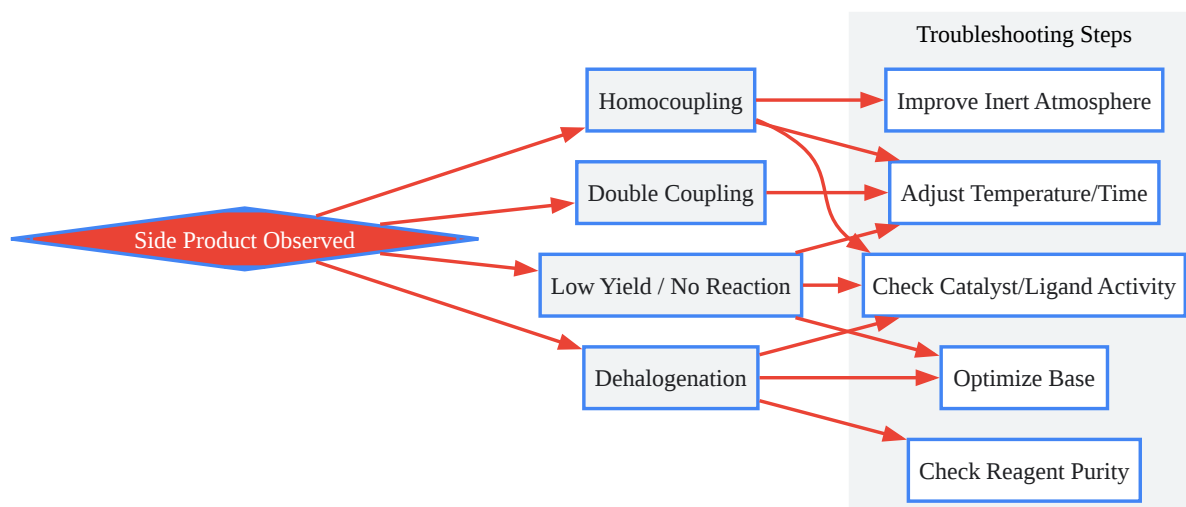 Troubleshooting Steps
Homocoupling
Improve Inert Atmosphere
Double Coupling
Adjust Temperature/Time
Side Product Observed
Low Yield / No Reaction
Check Catalyst/Ligand Activity
Dehalogenation
Optimize Base
Check Reagent Purity